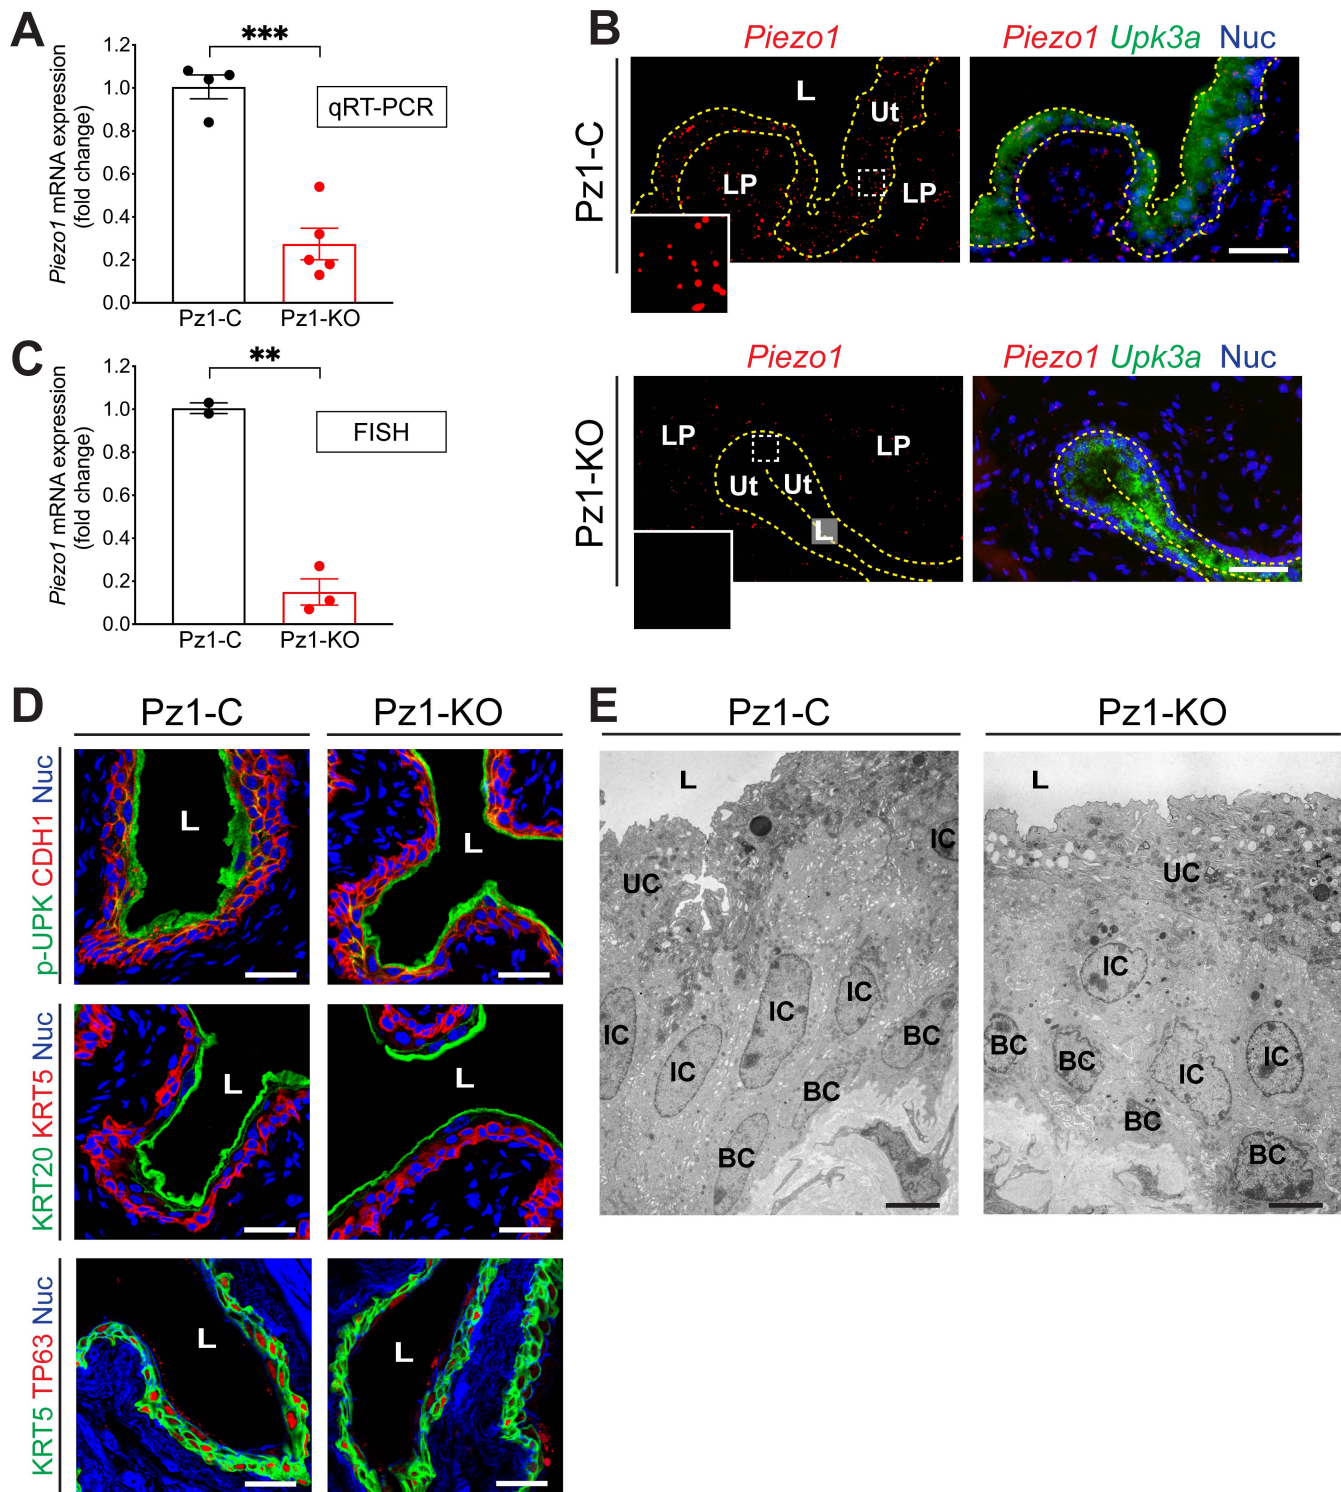 A
Piezo1 mRNA expression
(fold change)
1.2
1.0
0.8
0.6
0.4
0.2
0.0
***
qRT-PCR
Pz1-C Pz1-KO
B
Piezo1 Piezo1 Upk3a Nuc
Pz1-C
L
Ut
LP
LP
Piezo1 Piezo1 Upk3a Nuc
Pz1-KO
LP
LP
Ut Ut
L
C
Piezo1 mRNA expression
(fold change)
1.2
1.0
0.8
0.6
0.4
0.2
0.0
**
FISH
Pz1-C Pz1-KO
D
Pz1-C Pz1-KO
p-UPK CDH1 Nuc
L
L
KRT20 KRT5 Nuc
L
L
KRT5 TP63 Nuc
L
L
E
Pz1-C Pz1-KO
L
IC
UC
IC
IC
IC
IC
BC
BC
BC
L
UC
IC
BC
BC
IC
IC
BC
BC